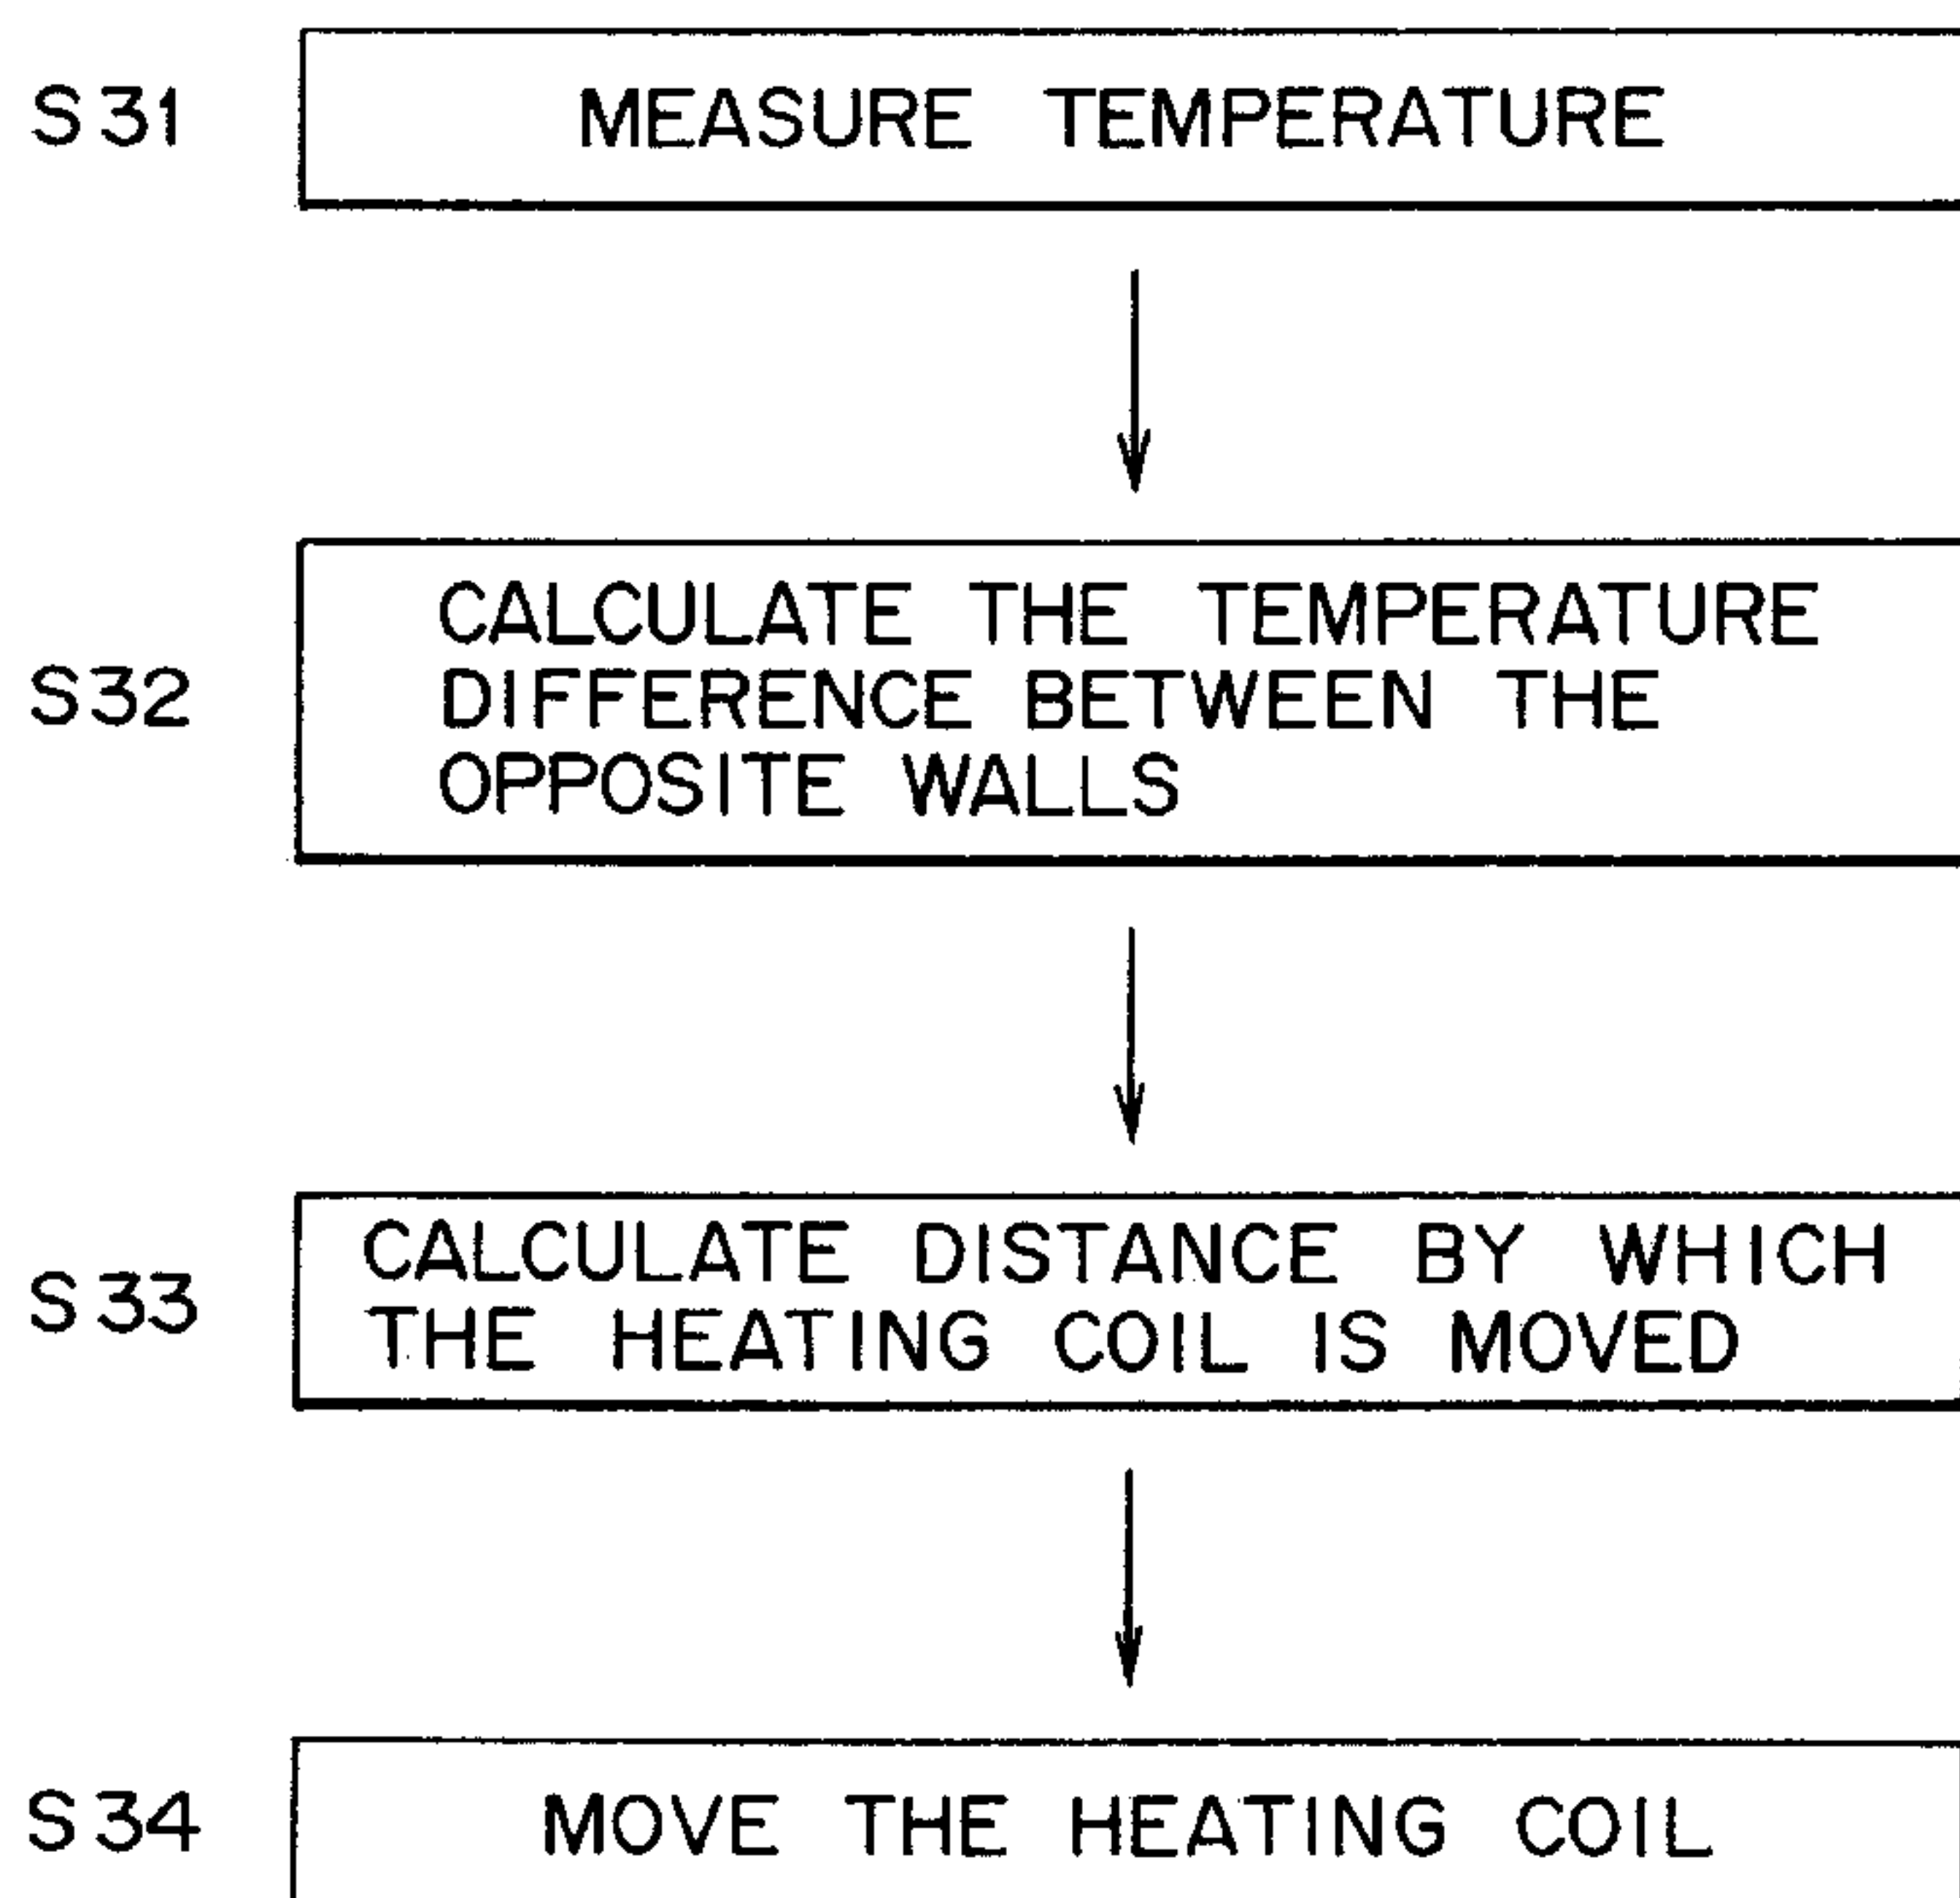 S31
MEASURE TEMPERATURE
S32
CALCULATE THE TEMPERATURE
DIFFERENCE BETWEEN THE
OPPOSITE WALLS
S33
CALCULATE DISTANCE BY WHICH
THE HEATING COIL IS MOVED
S34
MOVE THE HEATING COIL